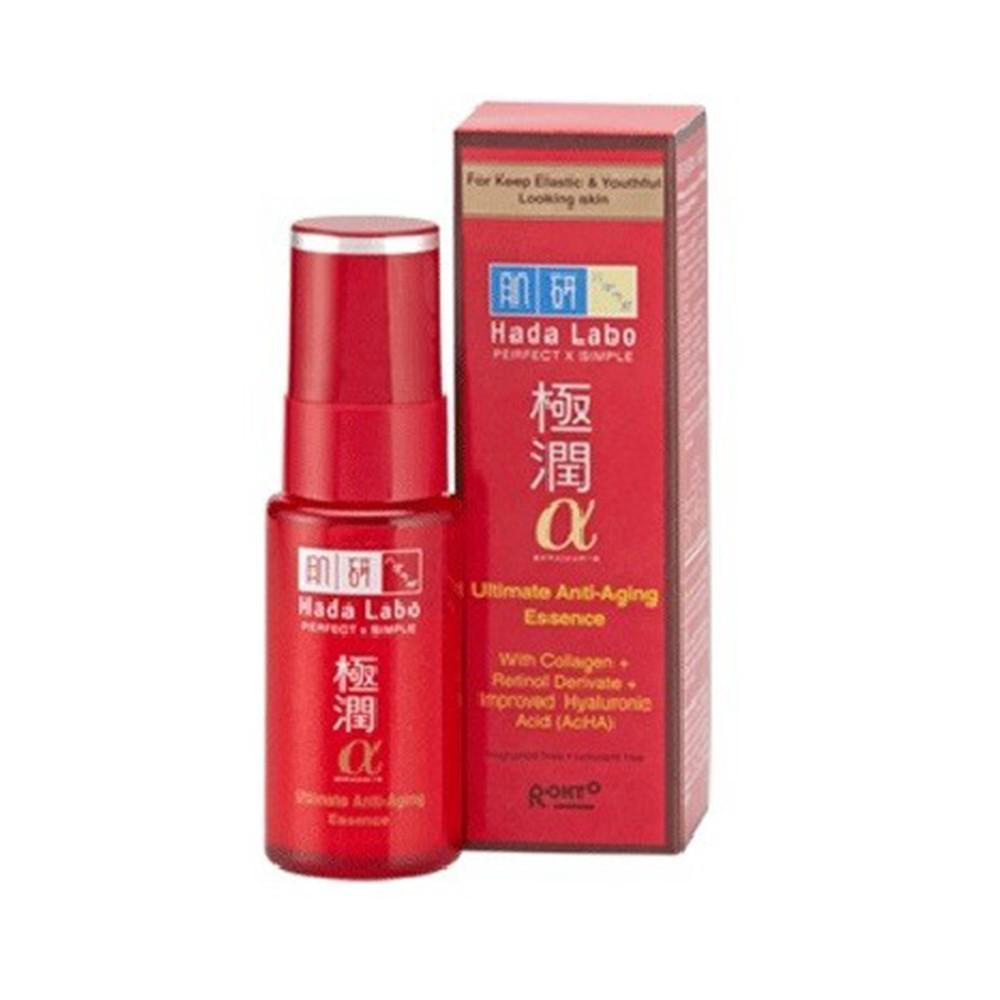 For Keep Elastic & Youthful
Looking skin
肌研
Hada Labo
PERFECT X SIMPLE
極
潤
α
Ultimate Anti-Aging
Essence
With Collagen +
Retinol Derivate +
Improved Hyaluronic
Acid (AcHA)
ROHTO
肌研
Hada Labo
PERFECT x SIMPLE
極
潤
α
Ultimate Anti-Aging
Essence